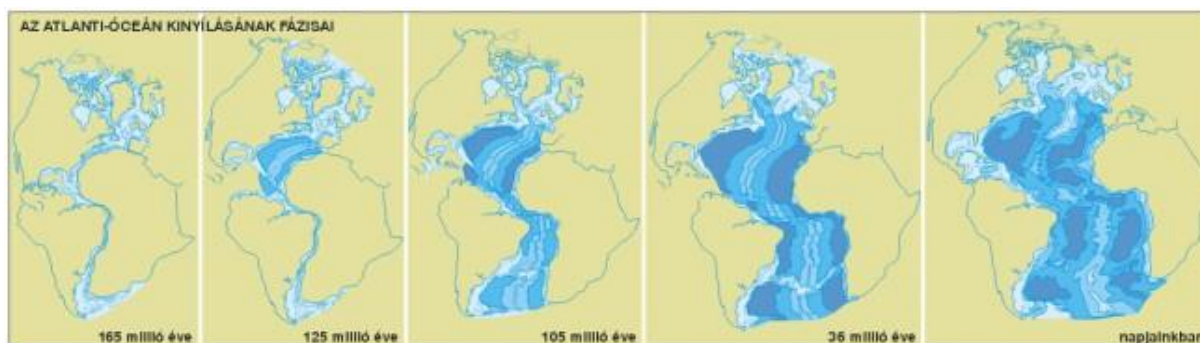 AZ ATLANTI-ÓCEÁN KINYÍLÁSÁNAK FÁZISAI
165 millió éve
125 millió éve
105 millió éve
36 millió éve
napjainkban